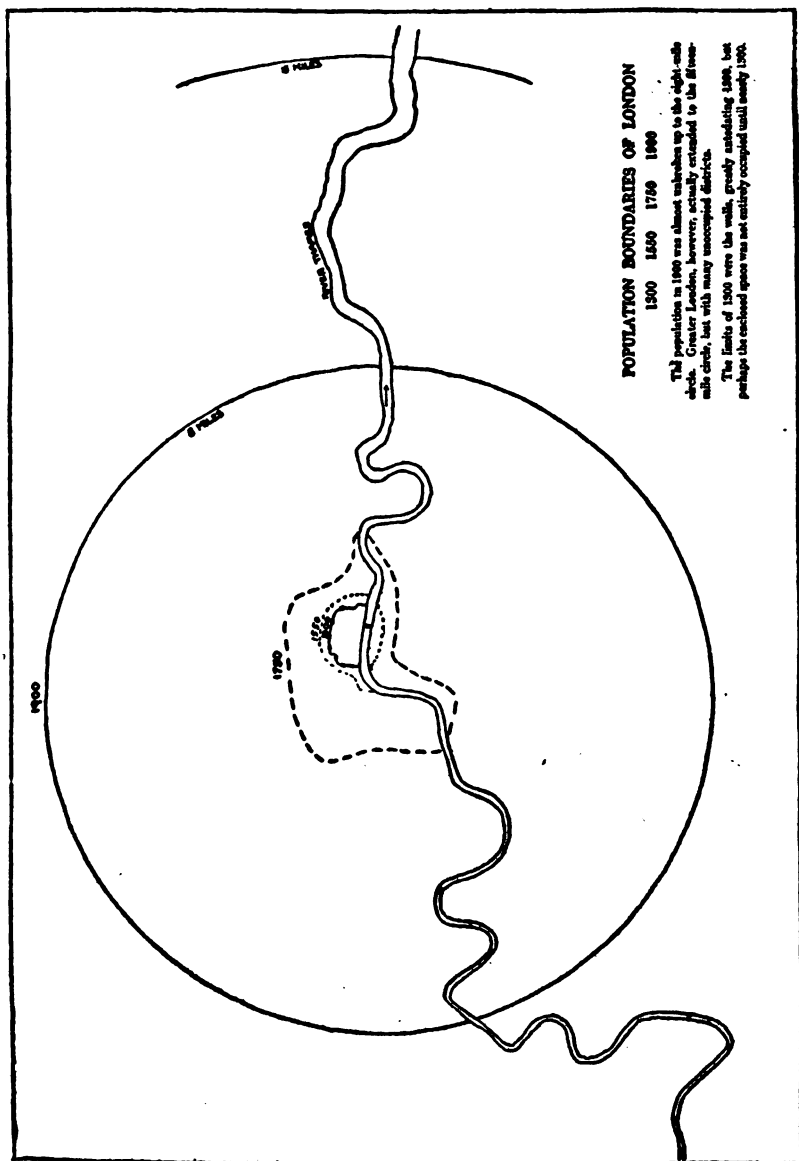 POPULATION BOUNDARIES OF LONDON
1300 1550 1750 1900
The population in 1900 was almost unbroken up to the eight-mile
circle. Greater London, however, actually extended to the fifteen-
mile circle, but with many unoccupied districts.
The limits of 1300 were the walls, greatly antedating 1300, but
perhaps the enclosed space was not entirely occupied until nearly 1300.
15 MILES
RIVER THAMES
8 MILES
1550
1750
1900